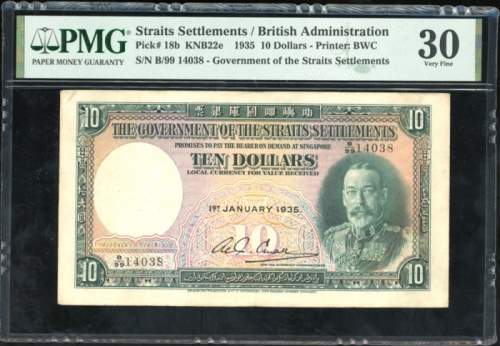 PMG
PAPER MONEY GUARANTY
Straits Settlements / British Administration
Pick# 18b KNB22e 1935 10 Dollars - Printer: BWC
S/N B/99 14038 - Government of the Straits Settlements
30
Very Fine
10
10
THE GOVERNMENT OF THE STRAITS SETTLEMENTS
PROMISES TO PAY THE BEARER ON DEMAND AT SINGAPORE
B/99 14038
TEN DOLLARS
LOCAL CURRENCY FOR VALUE RECEIVED
1ST JANUARY 1935.
10
B/99 14038
10
10